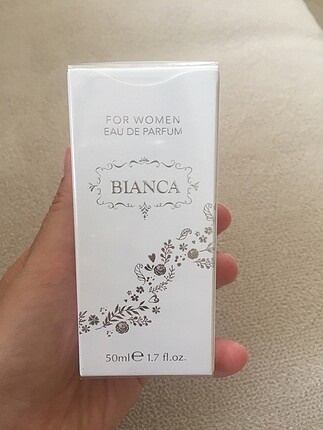 FOR WOMEN
EAU DE PARFUM
BIANCA
50ml ℮ 1.7 fl.oz.